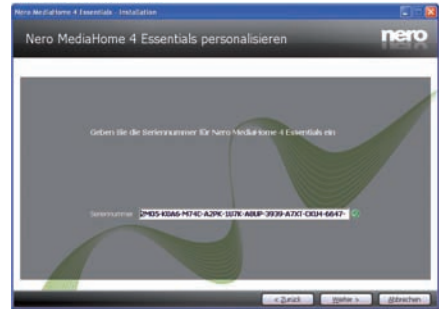 Nero MediaHome 4 Essentials - Installation
Nero MediaHome 4 Essentials personalisieren
nero
Geben Sie die Seriennummer für Nero MediaHome 4 Essentials ein
Seriennummer
< Zurück
Weiter >
Abbrechen